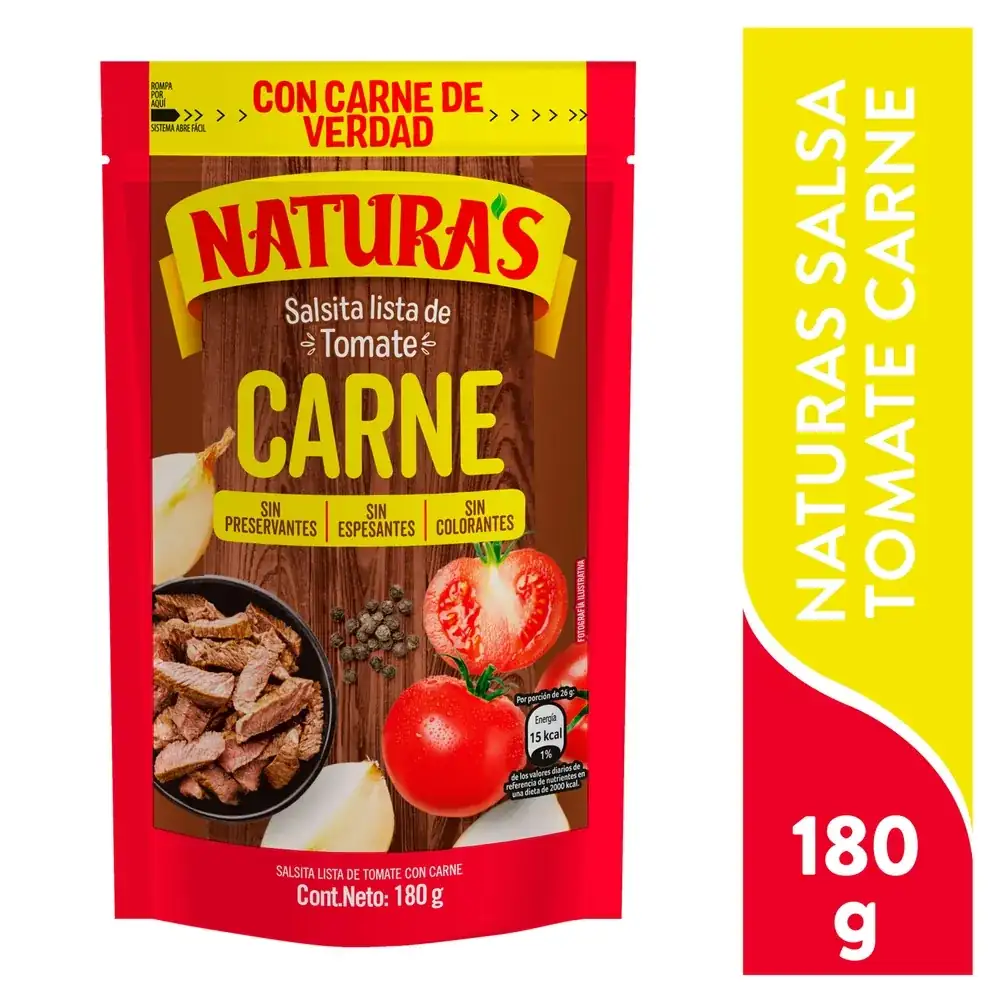 ROMPA
POR
AQUÍ
SISTEMA ABRE FÁCIL
CON CARNE DE
VERDAD
NATURA'S
Salsita lista de
Tomate
CARNE
SIN
PRESERVANTES
SIN
ESPESANTES
SIN
COLORANTES
FOTOGRAFÍA ILUSTRATIVA
Por porción de 26 g:
Energía
15 kcal
1%
de los valores diarios de
referencia de nutrientes en
una dieta de 2000 kcal.
SALSITA LISTA DE TOMATE CON CARNE
Cont.Neto: 180 g
NATURAS SALSA
TOMATE CARNE
180
g